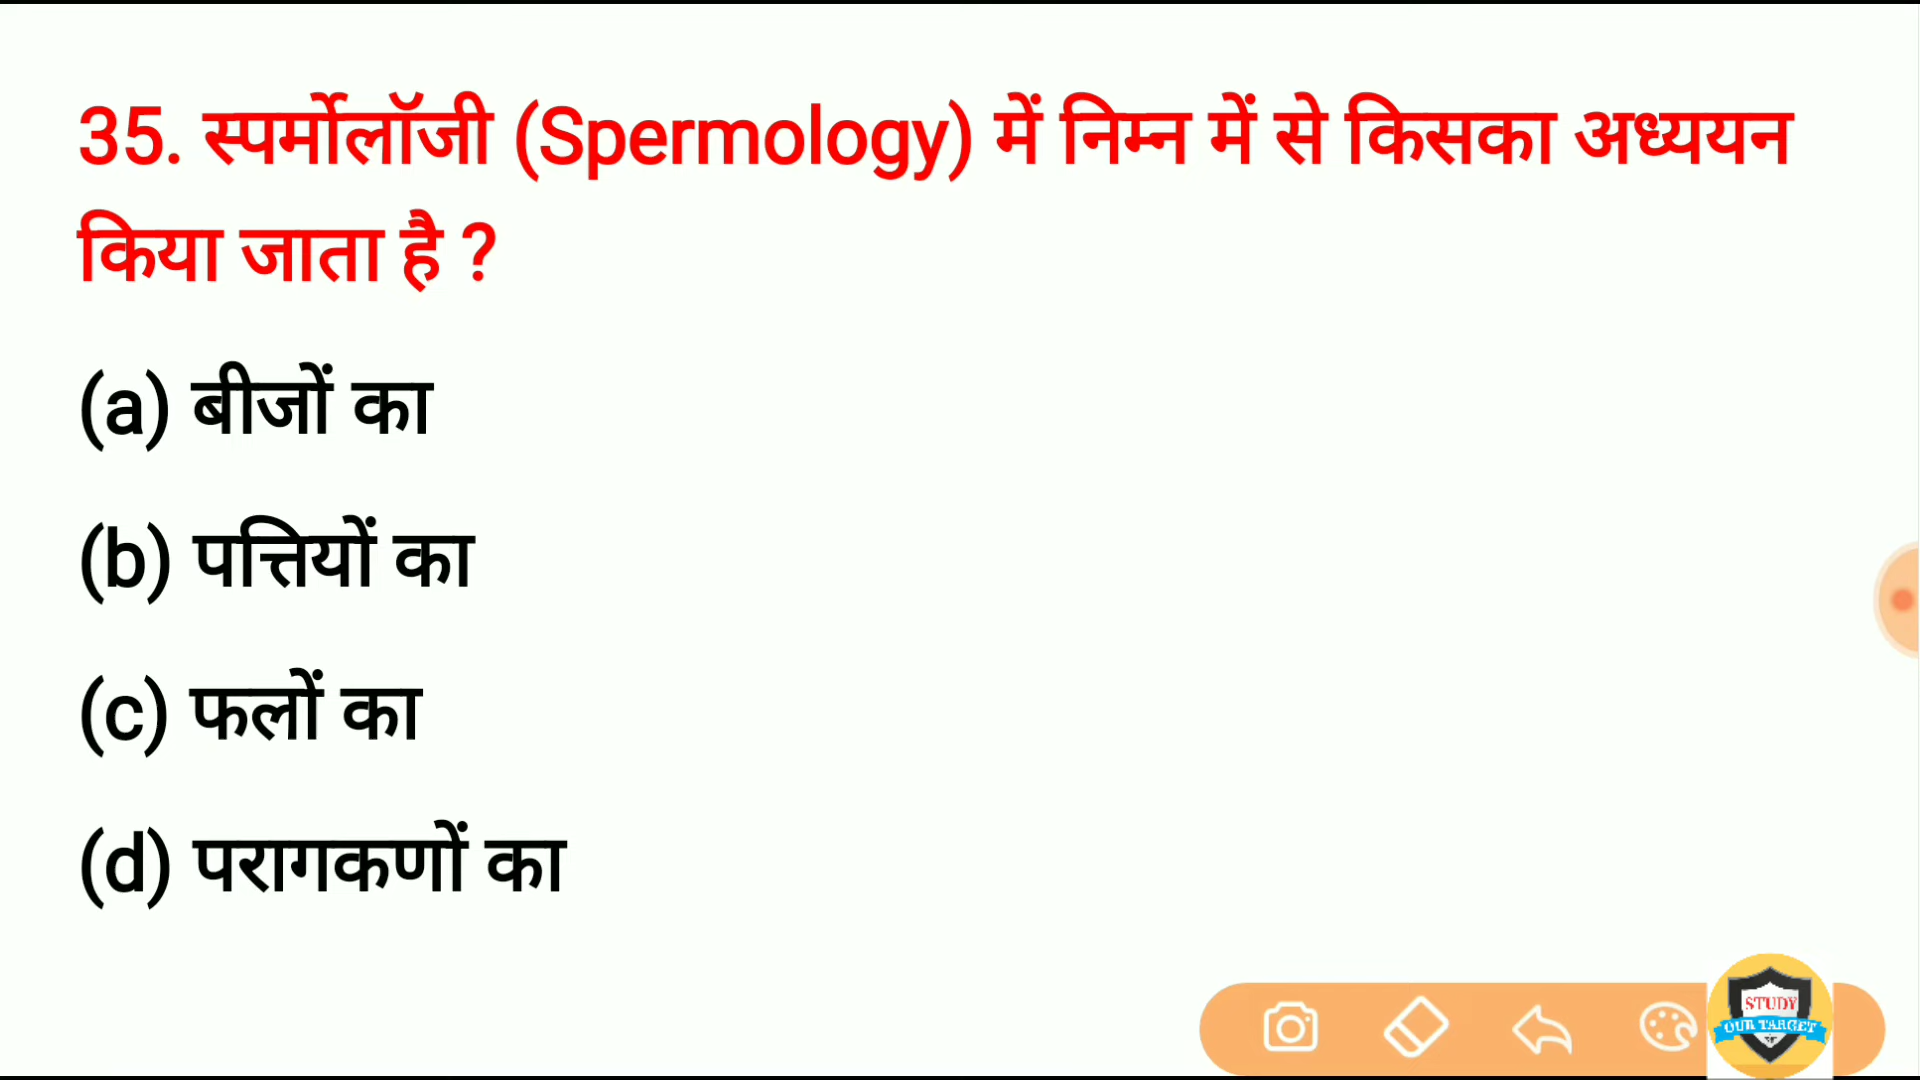 35. स्पर्मोलॉजी (Spermology) में निम्न में से किसका अध्ययन
किया जाता है ?
(a) बीजों का
(b) पत्तियों का
(c) फलों का
(d) परागकणों का
STUDY
OUR TARGET